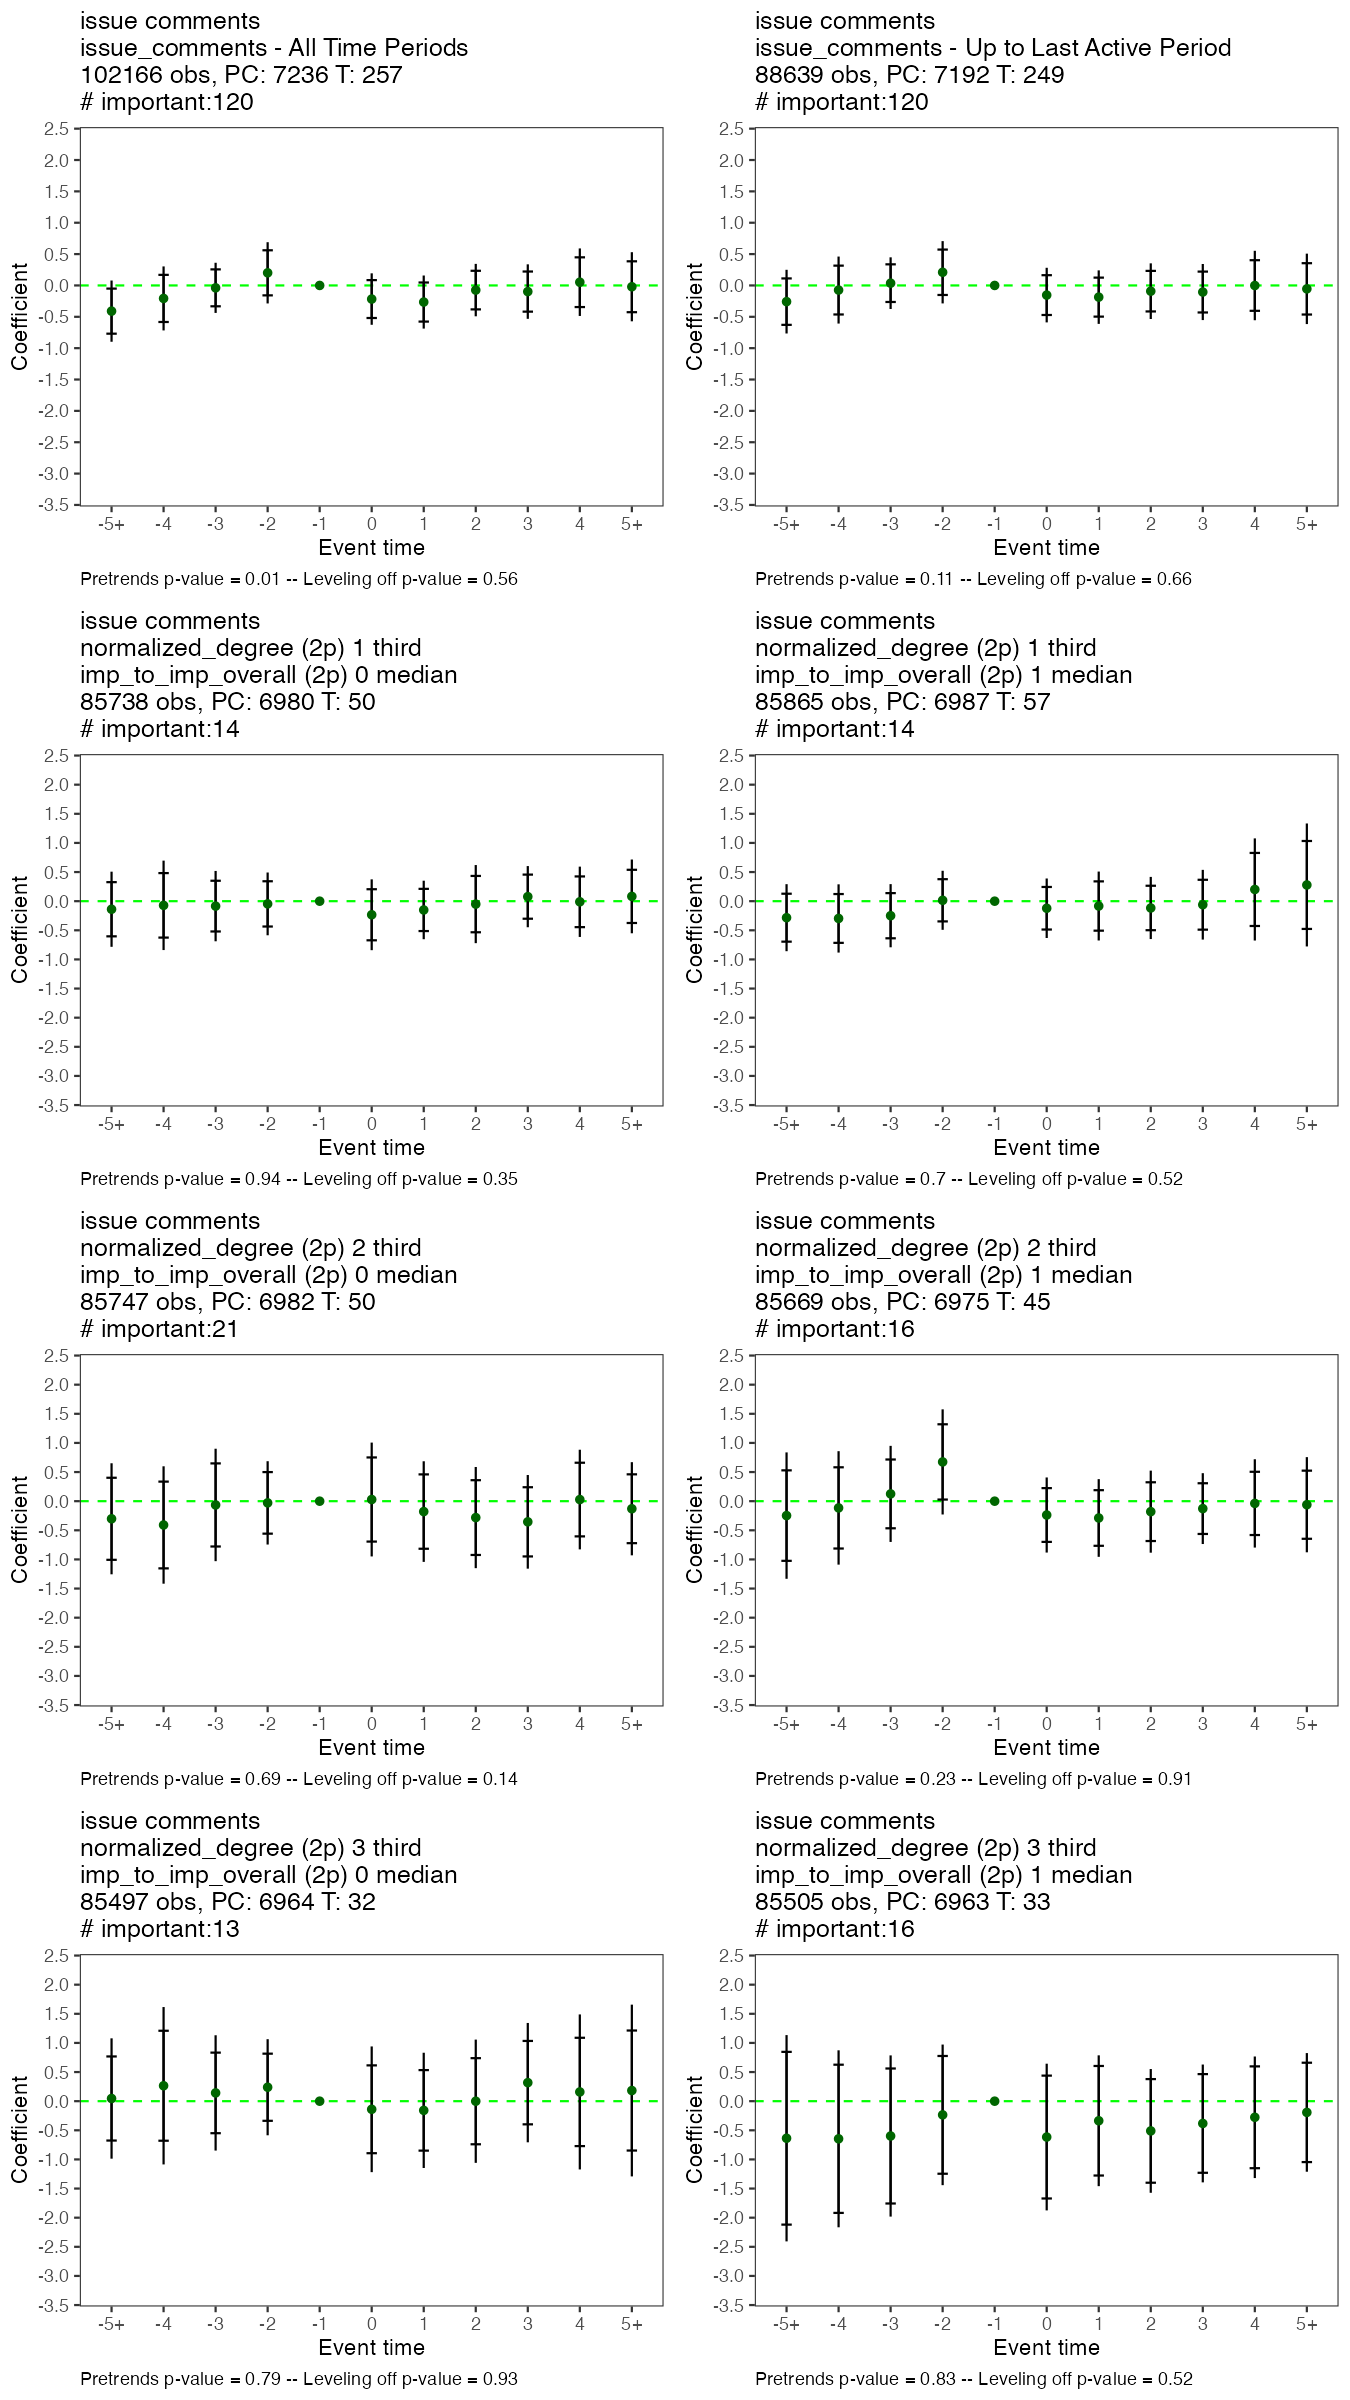 issue comments
issue_comments - All Time Periods
102166 obs, PC: 7236 T: 257
# important:120
2.5
2.0
1.5
1.0
0.5
0.0
-0.5
-1.0
-1.5
-2.0
-2.5
-3.0
-3.5
Coefficient
-5+ -4 -3 -2 -1 0 1 2 3 4 5+
Event time
Pretrends p-value = 0.01 -- Leveling off p-value = 0.56
issue comments
issue_comments - Up to Last Active Period
88639 obs, PC: 7192 T: 249
# important:120
2.5
2.0
1.5
1.0
0.5
0.0
-0.5
-1.0
-1.5
-2.0
-2.5
-3.0
-3.5
Coefficient
-5+ -4 -3 -2 -1 0 1 2 3 4 5+
Event time
Pretrends p-value = 0.11 -- Leveling off p-value = 0.66
issue comments
normalized_degree (2p) 1 third
imp_to_imp_overall (2p) 0 median
85738 obs, PC: 6980 T: 50
# important:14
2.5
2.0
1.5
1.0
0.5
0.0
-0.5
-1.0
-1.5
-2.0
-2.5
-3.0
-3.5
Coefficient
-5+ -4 -3 -2 -1 0 1 2 3 4 5+
Event time
Pretrends p-value = 0.94 -- Leveling off p-value = 0.35
issue comments
normalized_degree (2p) 1 third
imp_to_imp_overall (2p) 1 median
85865 obs, PC: 6987 T: 57
# important:14
2.5
2.0
1.5
1.0
0.5
0.0
-0.5
-1.0
-1.5
-2.0
-2.5
-3.0
-3.5
Coefficient
-5+ -4 -3 -2 -1 0 1 2 3 4 5+
Event time
Pretrends p-value = 0.7 -- Leveling off p-value = 0.52
issue comments
normalized_degree (2p) 2 third
imp_to_imp_overall (2p) 0 median
85747 obs, PC: 6982 T: 50
# important:21
2.5
2.0
1.5
1.0
0.5
0.0
-0.5
-1.0
-1.5
-2.0
-2.5
-3.0
-3.5
Coefficient
-5+ -4 -3 -2 -1 0 1 2 3 4 5+
Event time
Pretrends p-value = 0.69 -- Leveling off p-value = 0.14
issue comments
normalized_degree (2p) 2 third
imp_to_imp_overall (2p) 1 median
85669 obs, PC: 6975 T: 45
# important:16
2.5
2.0
1.5
1.0
0.5
0.0
-0.5
-1.0
-1.5
-2.0
-2.5
-3.0
-3.5
Coefficient
-5+ -4 -3 -2 -1 0 1 2 3 4 5+
Event time
Pretrends p-value = 0.23 -- Leveling off p-value = 0.91
issue comments
normalized_degree (2p) 3 third
imp_to_imp_overall (2p) 0 median
85497 obs, PC: 6964 T: 32
# important:13
2.5
2.0
1.5
1.0
0.5
0.0
-0.5
-1.0
-1.5
-2.0
-2.5
-3.0
-3.5
Coefficient
-5+ -4 -3 -2 -1 0 1 2 3 4 5+
Event time
Pretrends p-value = 0.79 -- Leveling off p-value = 0.93
issue comments
normalized_degree (2p) 3 third
imp_to_imp_overall (2p) 1 median
85505 obs, PC: 6963 T: 33
# important:16
2.5
2.0
1.5
1.0
0.5
0.0
-0.5
-1.0
-1.5
-2.0
-2.5
-3.0
-3.5
Coefficient
-5+ -4 -3 -2 -1 0 1 2 3 4 5+
Event time
Pretrends p-value = 0.83 -- Leveling off p-value = 0.52